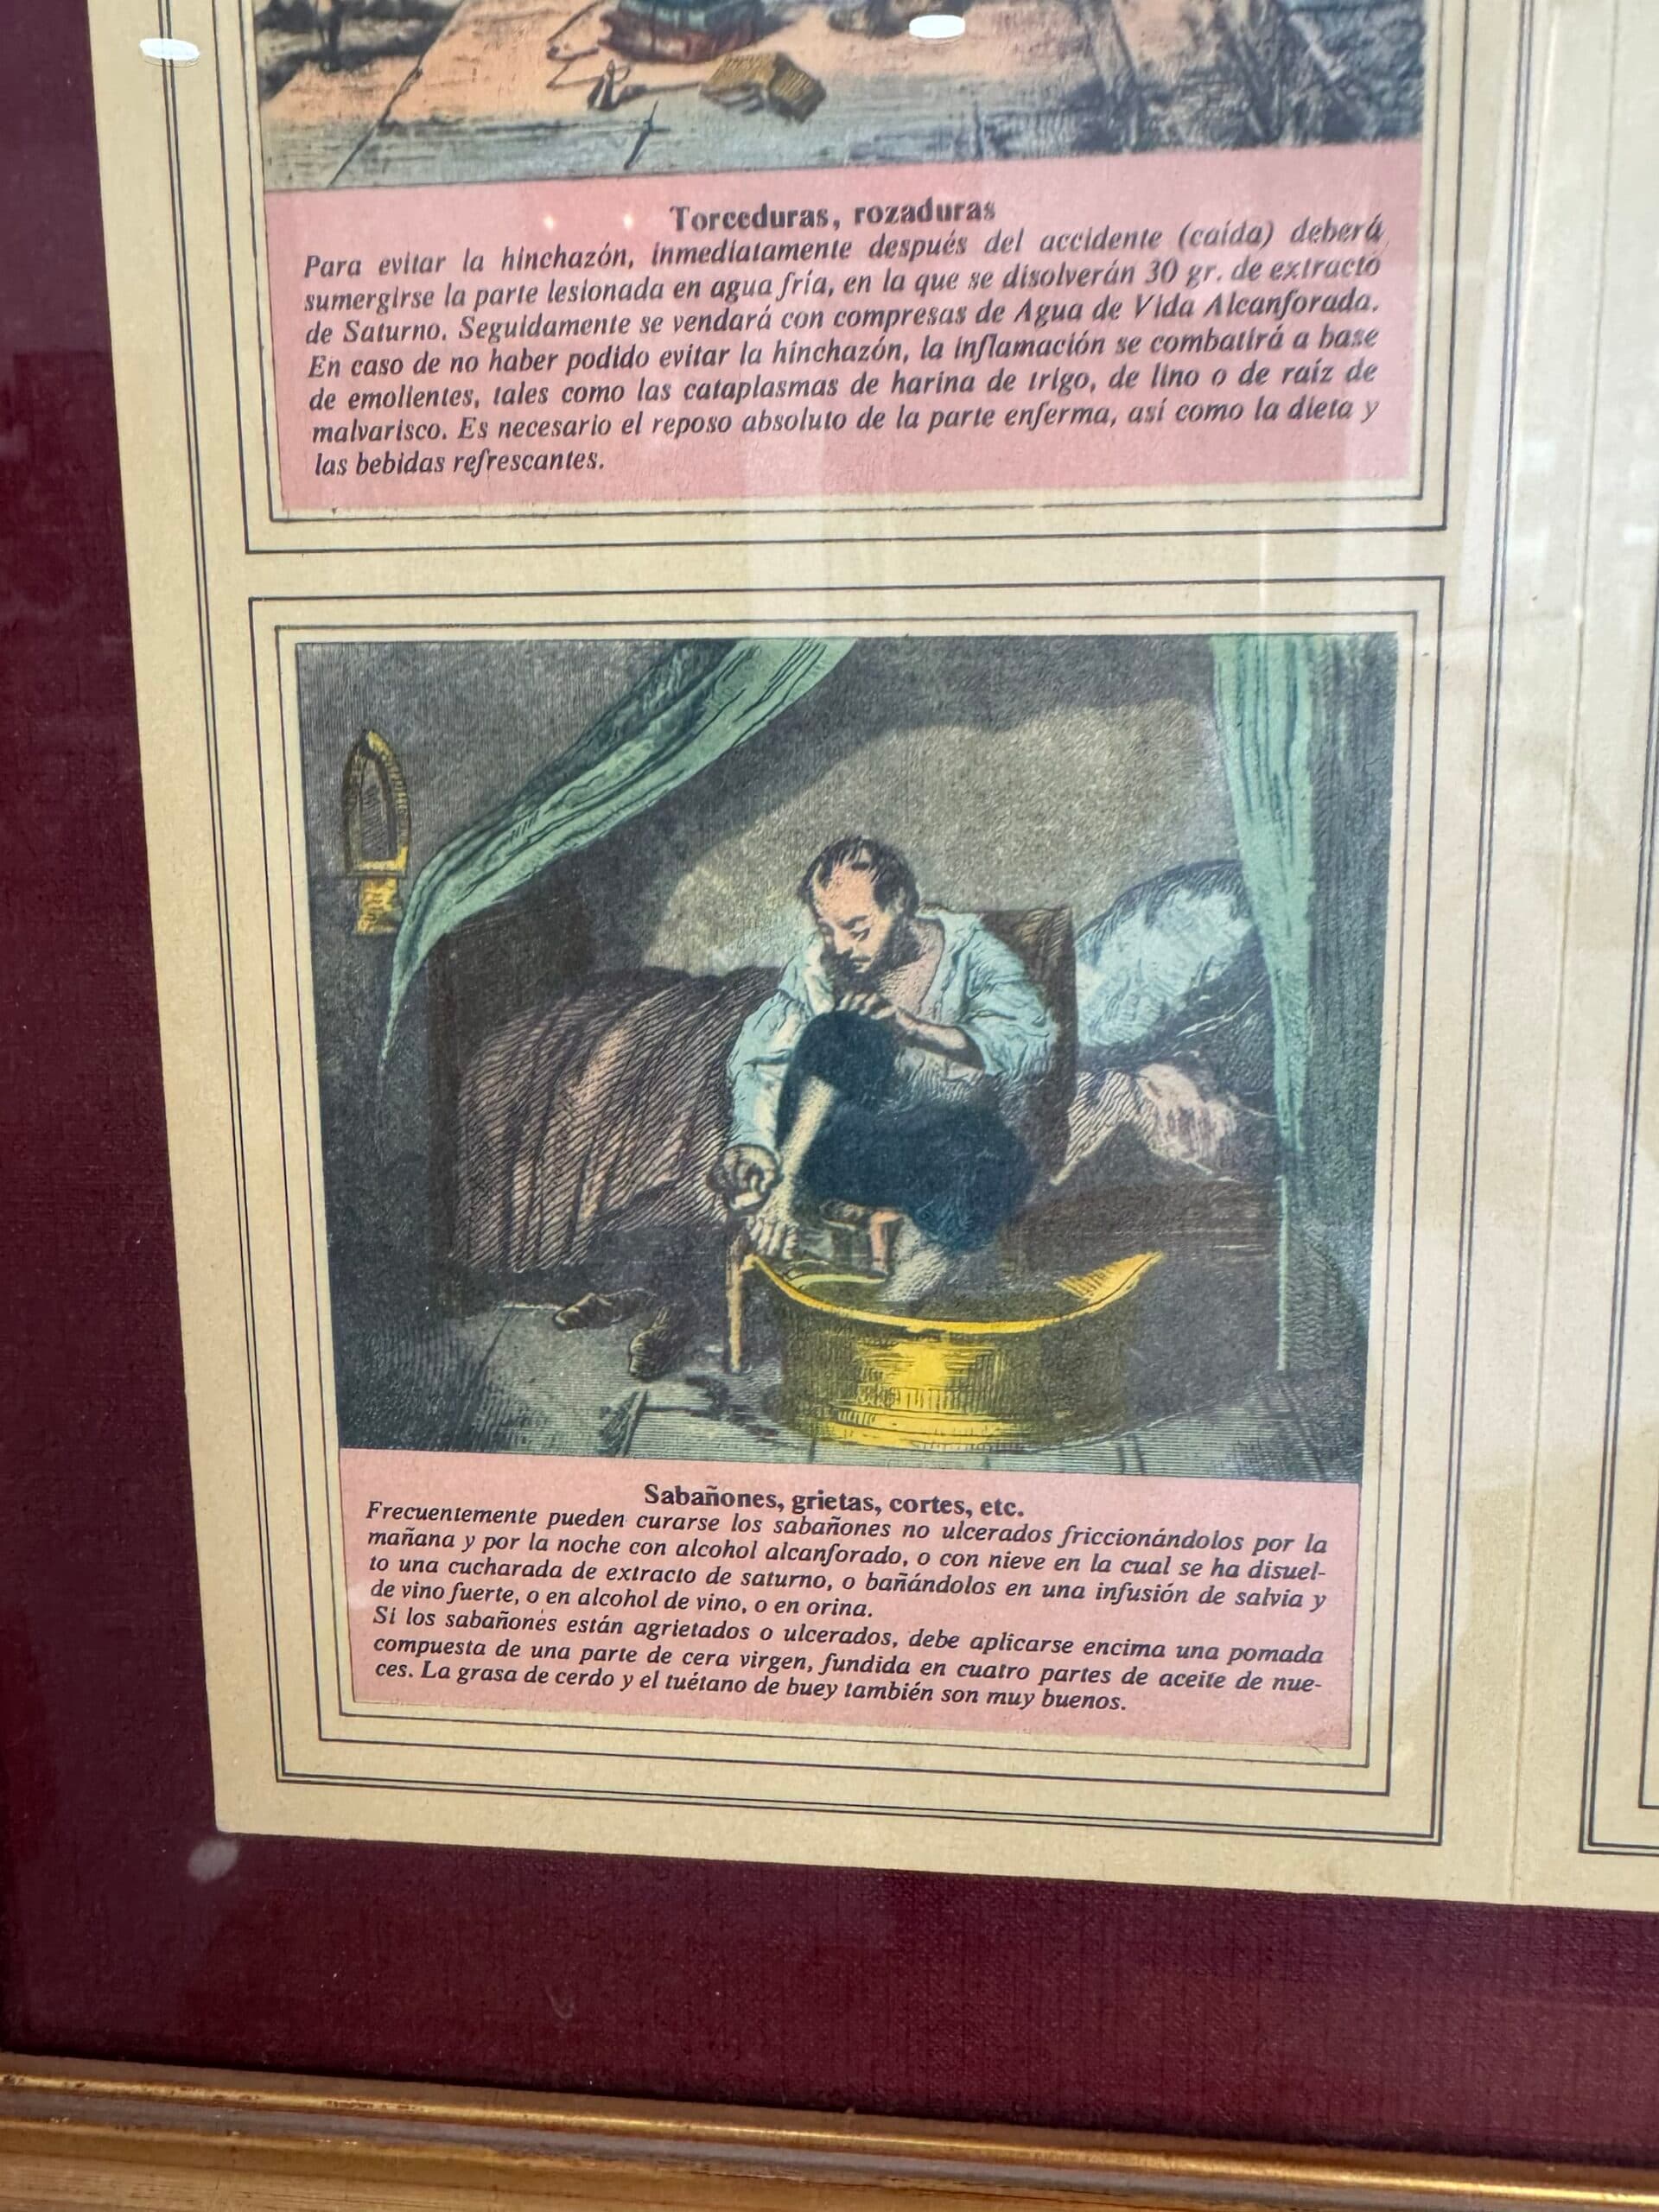 Torceduras, rozaduras
Para evitar la hinchazón, inmediatamente después del accidente (caída) deberá
sumergirse la parte lesionada en agua fría, en la que se disolverán 30 gr. de extracto
de Saturno. Seguidamente se vendará con compresas de Agua de Vida Alcanforada.
En caso de no haber podido evitar la hinchazón, la inflamación se combatirá a base
de emolientes, tales como las cataplasmas de harina de trigo, de lino o de raíz de
malvarisco. Es necesario el reposo absoluto de la parte enferma, así como la dieta y
las bebidas refrescantes.
Sabañones, grietas, cortes, etc.
Frecuentemente pueden curarse los sabañones no ulcerados friccionándolos por la
mañana y por la noche con alcohol alcanforado, o con nieve en la cual se ha disuel-
to una cucharada de extracto de saturno, o bañándolos en una infusión de salvia y
de vino fuerte, o en alcohol de vino, o en orina.
Si los sabañones están agrietados o ulcerados, debe aplicarse encima una pomada
compuesta de una parte de cera virgen, fundida en cuatro partes de aceite de nue-
ces. La grasa de cerdo y el tuétano de buey también son muy buenos.